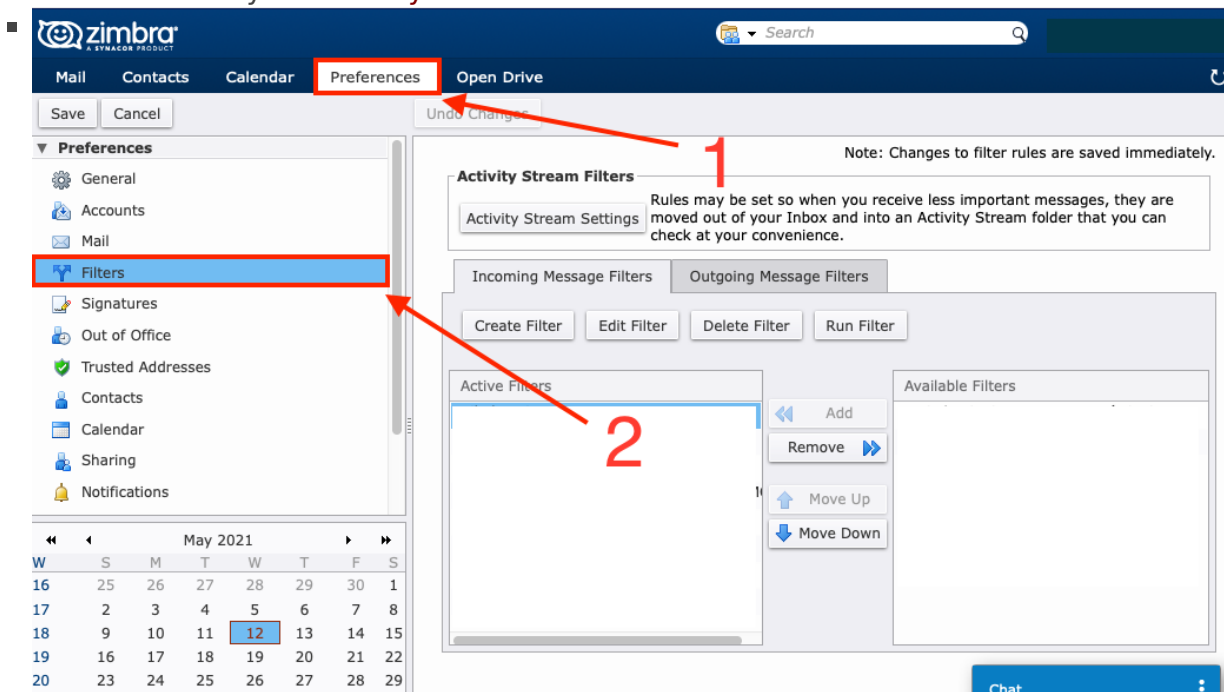 zimbra
A SYNACOR PRODUCT
Search
Mail Contacts Calendar Preferences Open Drive
Save Cancel Undo Changes
Preferences
General
Accounts
Mail
Filters
Signatures
Out of Office
Trusted Addresses
Contacts
Calendar
Sharing
Notifications
May 2021
W S M T W T F S
16 25 26 27 28 29 30 1
17 2 3 4 5 6 7 8
18 9 10 11 12 13 14 15
19 16 17 18 19 20 21 22
20 23 24 25 26 27 28 29
1
Note: Changes to filter rules are saved immediately.
Activity Stream Filters
Activity Stream Settings
Rules may be set so when you receive less important messages, they are
moved out of your Inbox and into an Activity Stream folder that you can
check at your convenience.
Incoming Message Filters Outgoing Message Filters
Create Filter Edit Filter Delete Filter Run Filter
Active Filters
2
Add
Remove
Move Up
Move Down
Available Filters
Chat